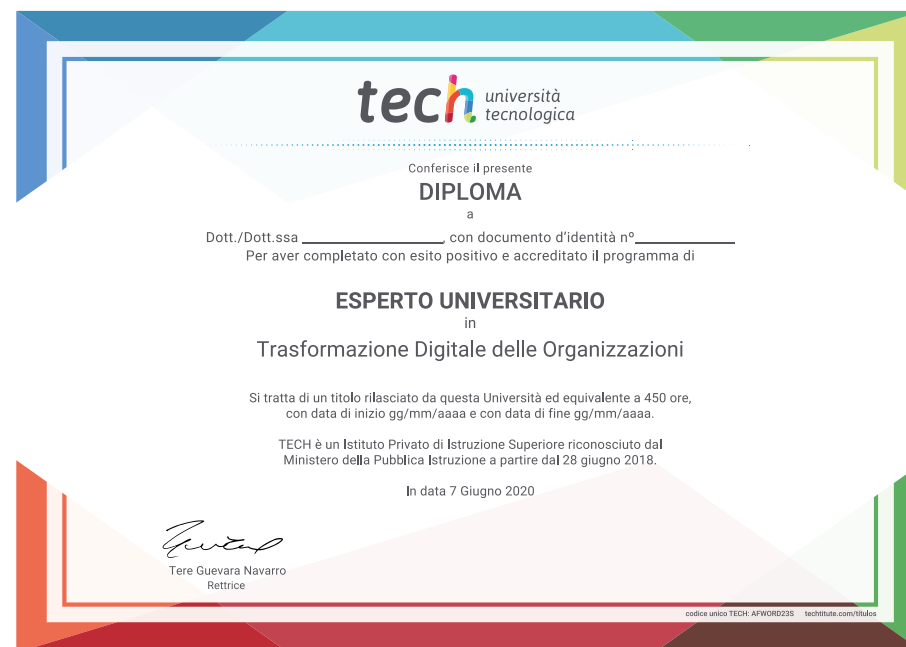 tech università
tecnologica
Conferisce il presente
DIPLOMA
a
Dott./Dott.ssa ________________, con documento d'identità nº____________
Per aver completato con esito positivo e accreditato il programma di
ESPERTO UNIVERSITARIO
in
Trasformazione Digitale delle Organizzazioni
Si tratta di un titolo rilasciato da questa Università ed equivalente a 450 ore,
con data di inizio gg/mm/aaaa e con data di fine gg/mm/aaaa.
TECH è un Istituto Privato di Istruzione Superiore riconosciuto dal
Ministero della Pubblica Istruzione a partire dal 28 giugno 2018.
In data 7 Giugno 2020
Tere Guevara Navarro
Rettrice
codice unico TECH: AFWORD23S techtitute.com/titulos